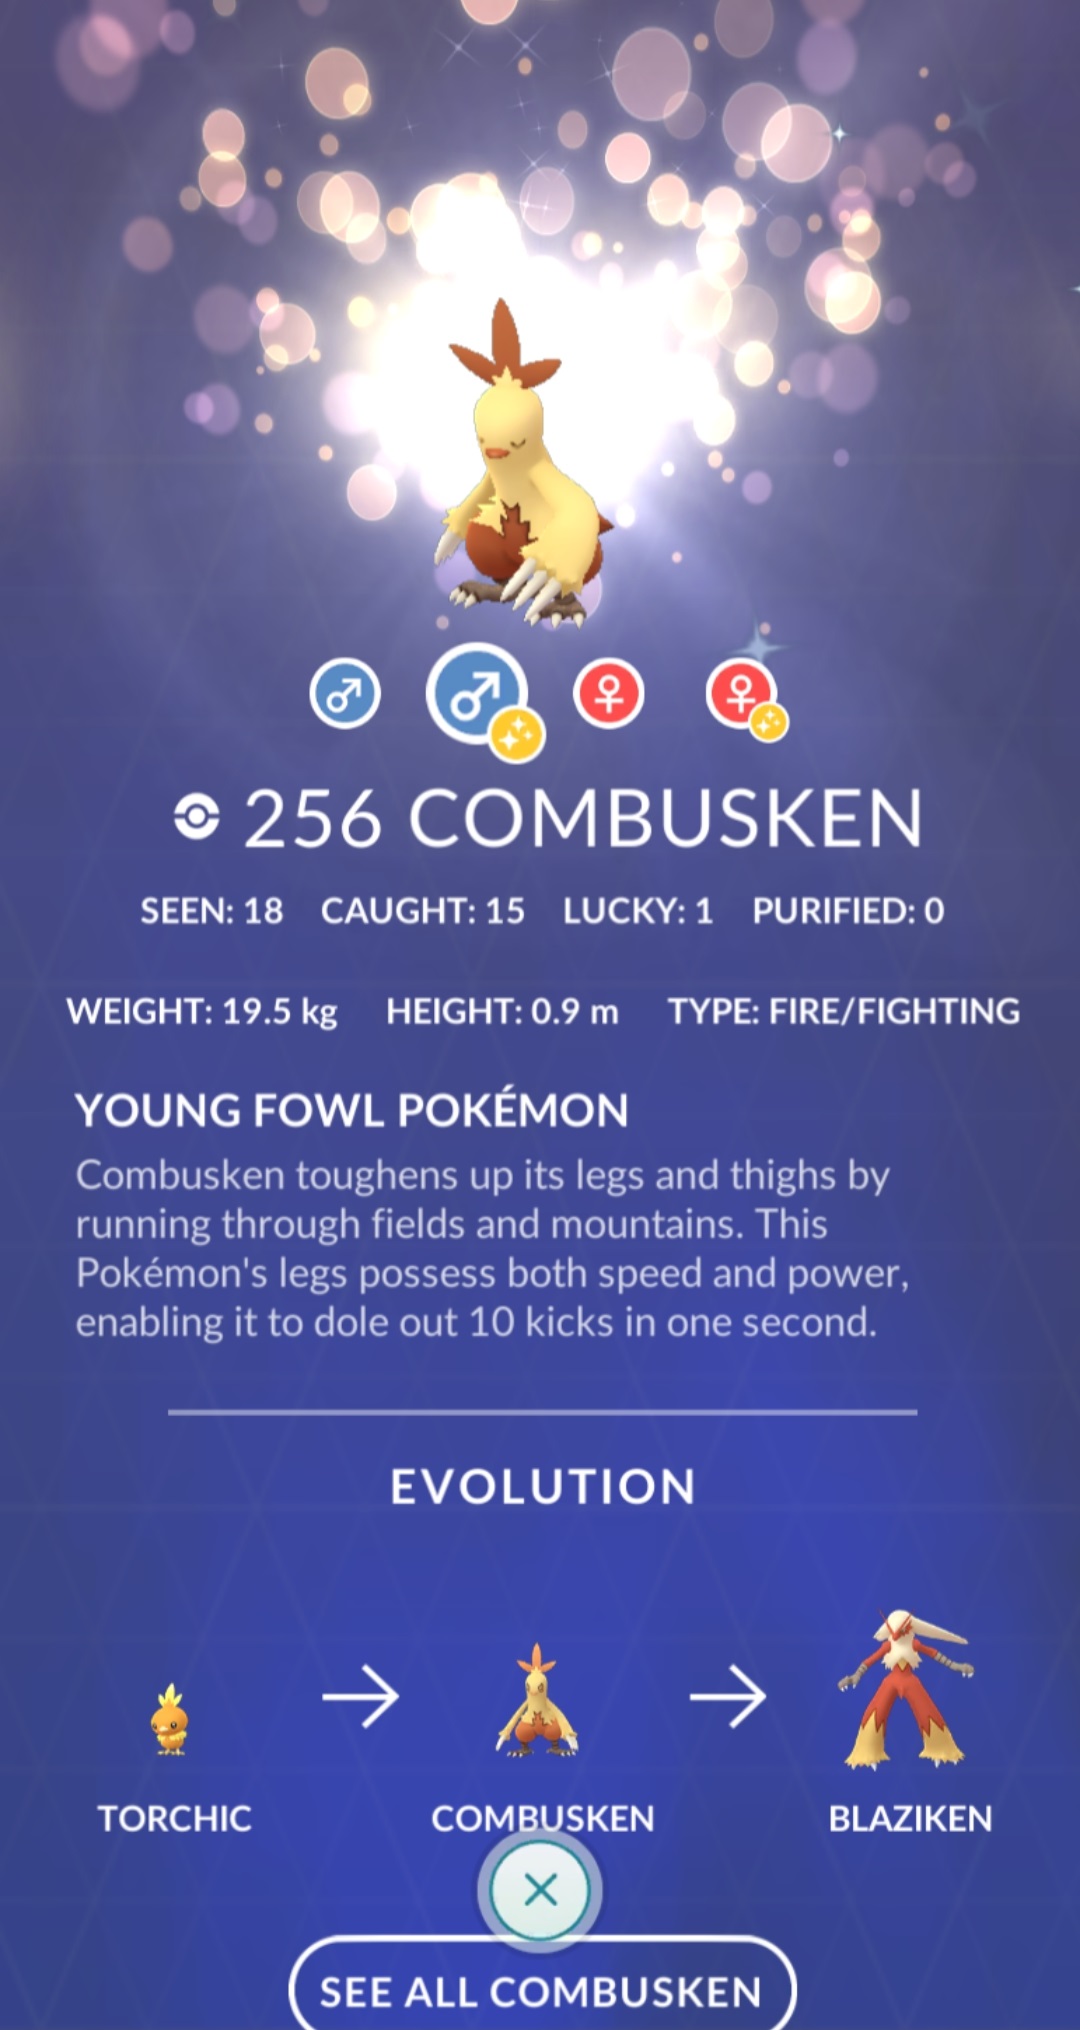 256 COMBUSKEN
SEEN: 18 CAUGHT: 15 LUCKY: 1 PURIFIED: 0
WEIGHT: 19.5 kg HEIGHT: 0.9 m TYPE: FIRE/FIGHTING
YOUNG FOWL POKÉMON
Combusken toughens up its legs and thighs by
running through fields and mountains. This
Pokémon's legs possess both speed and power,
enabling it to dole out 10 kicks in one second.
EVOLUTION
TORCHIC COMBUSKEN BLAZIKEN
SEE ALL COMBUSKEN